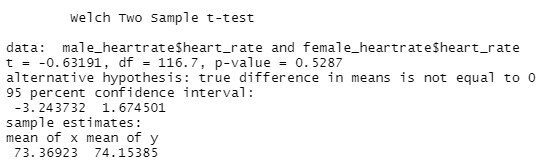 Welch Two Sample t-test
data:  male_heartrate$heart_rate and female_heartrate$heart_rate
t = -0.63191, df = 116.7, p-value = 0.5287
alternative hypothesis: true difference in means is not equal to 0
95 percent confidence interval:
 -3.243732  1.674501
sample estimates:
mean of x mean of y
 73.36923  74.15385